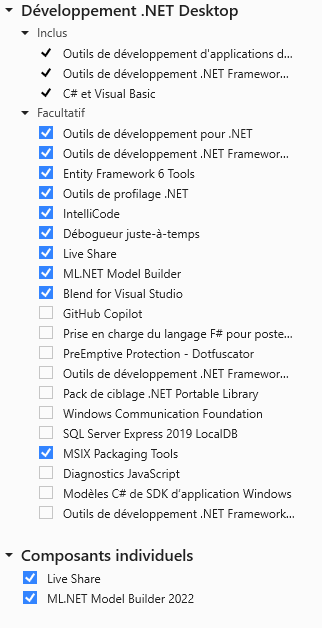 Développement .NET Desktop
Inclus
Outils de développement d'applications d...
Outils de développement .NET Framewor...
C# et Visual Basic
Facultatif
Outils de développement pour .NET
Outils de développement .NET Framewor...
Entity Framework 6 Tools
Outils de profilage .NET
IntelliCode
Débogueur juste-à-temps
Live Share
ML.NET Model Builder
Blend for Visual Studio
GitHub Copilot
Prise en charge du langage F# pour poste...
PreEmptive Protection - Dotfuscator
Outils de développement .NET Framewor...
Pack de ciblage .NET Portable Library
Windows Communication Foundation
SQL Server Express 2019 LocalDB
MSIX Packaging Tools
Diagnostics JavaScript
Modèles C# de SDK d'application Windows
Outils de développement .NET Framework...
Composants individuels
Live Share
ML.NET Model Builder 2022